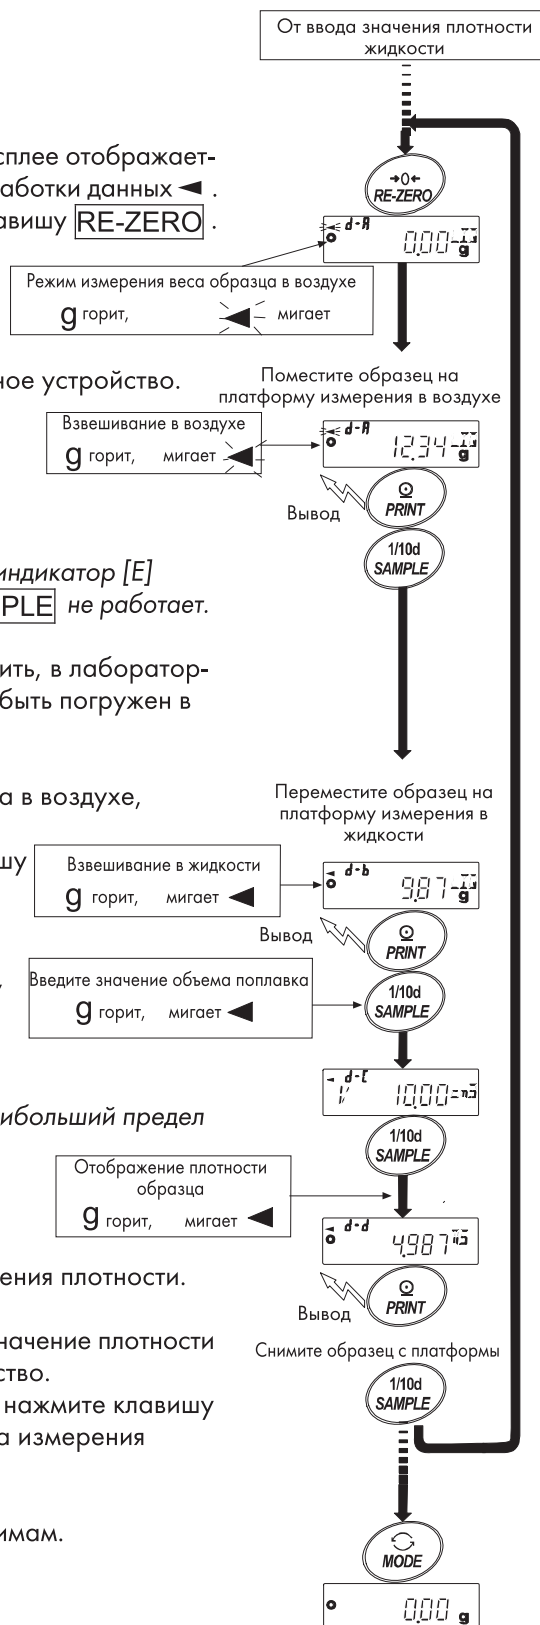 От ввода значения плотности
жидкости
сплее отображает-
аботки данных ◄ .
авишу RE-ZERO .
→0←
RE-ZERO
d-A
0.00 g
Режим измерения веса образца в воздухе
g горит, мигает
ное устройство.
Поместите образец на
платформу измерения в воздухе
Взвешивание в воздухе
g горит, мигает
d-A
12.34 g
Вывод
PRINT
1/10d
SAMPLE
индикатор [E]
PLE не работает.
ить, в лаборатор-
быть погружен в
а в воздухе,
Переместите образец на
платформу измерения в
жидкости
шу
Взвешивание в жидкости
g горит, мигает
d-b
9.87 g
Вывод
PRINT
Введите значение объема поплавка
g горит, мигает
1/10d
SAMPLE
d-C
V 10.00
аибольший предел
1/10d
SAMPLE
Отображение плотности
образца
g горит, мигает
d-d
4.987
ения плотности.
Вывод
PRINT
начение плотности
ство.
Снимите образец с платформы
нажмите клавишу
а измерения
1/10d
SAMPLE
имам.
MODE
0.00 g